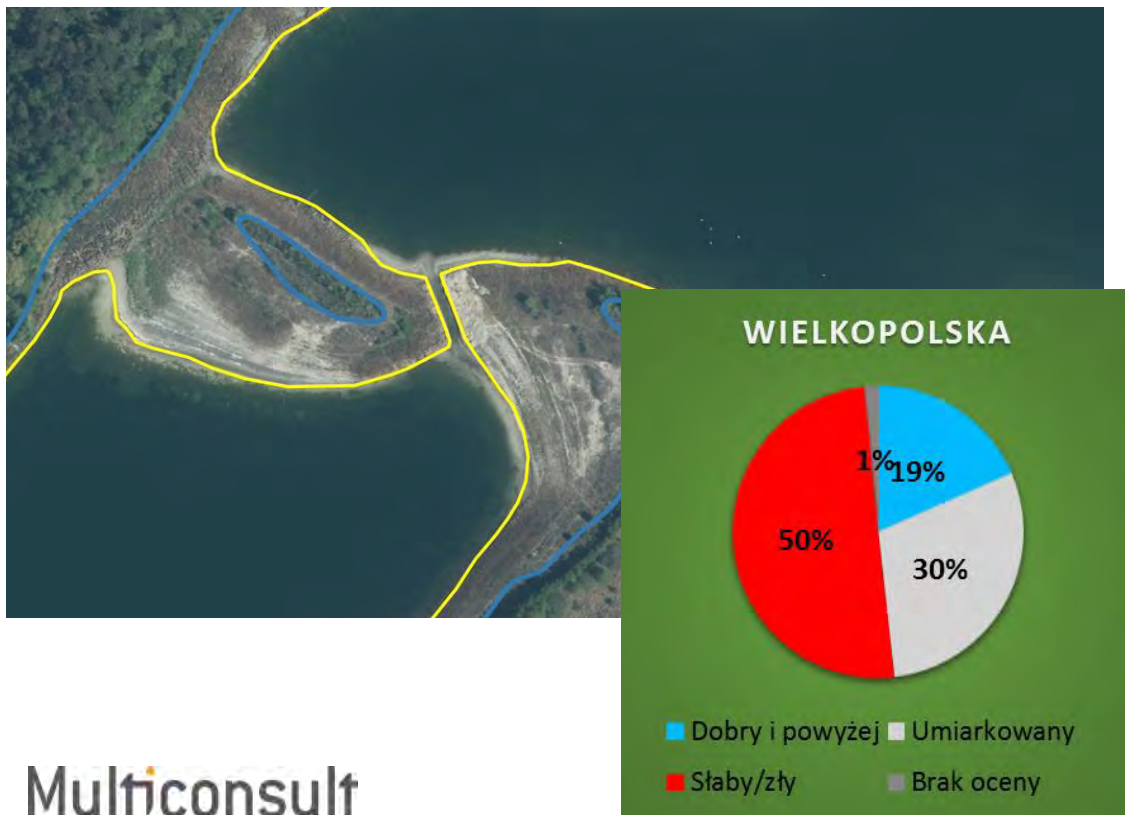 WIELKOPOLSKA
1%
19%
50%
30%
Dobry i powyżej
Umiarkowany
Słaby/zły
Brak oceny
Multiconsult